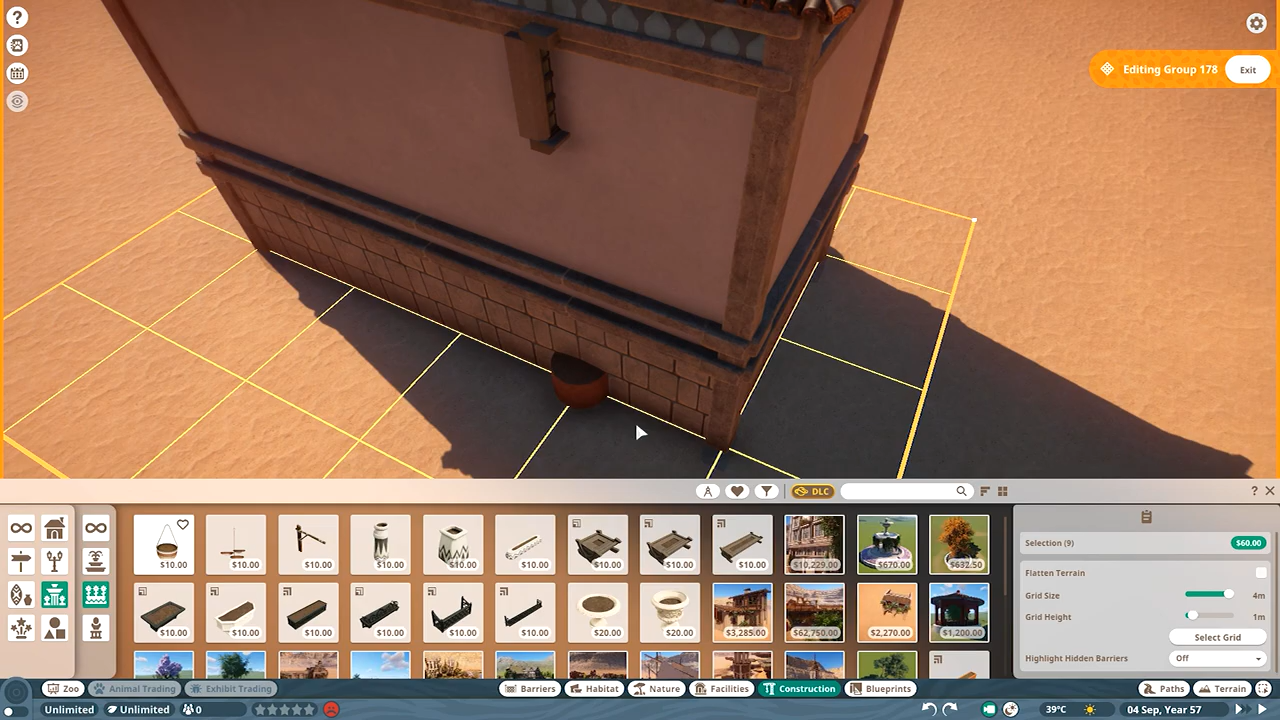 Editing Group 178
Exit
DLC
$10.00 $10.00 $10.00 $10.00 $10.00 $10.00 $10.00 $10.00 $10.00 $10,229.00 $670.00 $632.50
$10.00 $10.00 $10.00 $10.00 $10.00 $10.00 $20.00 $20.00 $3,285.00 $62,750.00 $2,270.00 $1,200.00
Selection (9) $60.00
Flatten Terrain
Grid Size 4m
Grid Height 1m
Select Grid
Highlight Hidden Barriers Off
Zoo Animal Trading Exhibit Trading Barriers Habitat Nature Facilities Construction Blueprints Paths Terrain
Unlimited Unlimited 0 39°C 04 Sep, Year 57